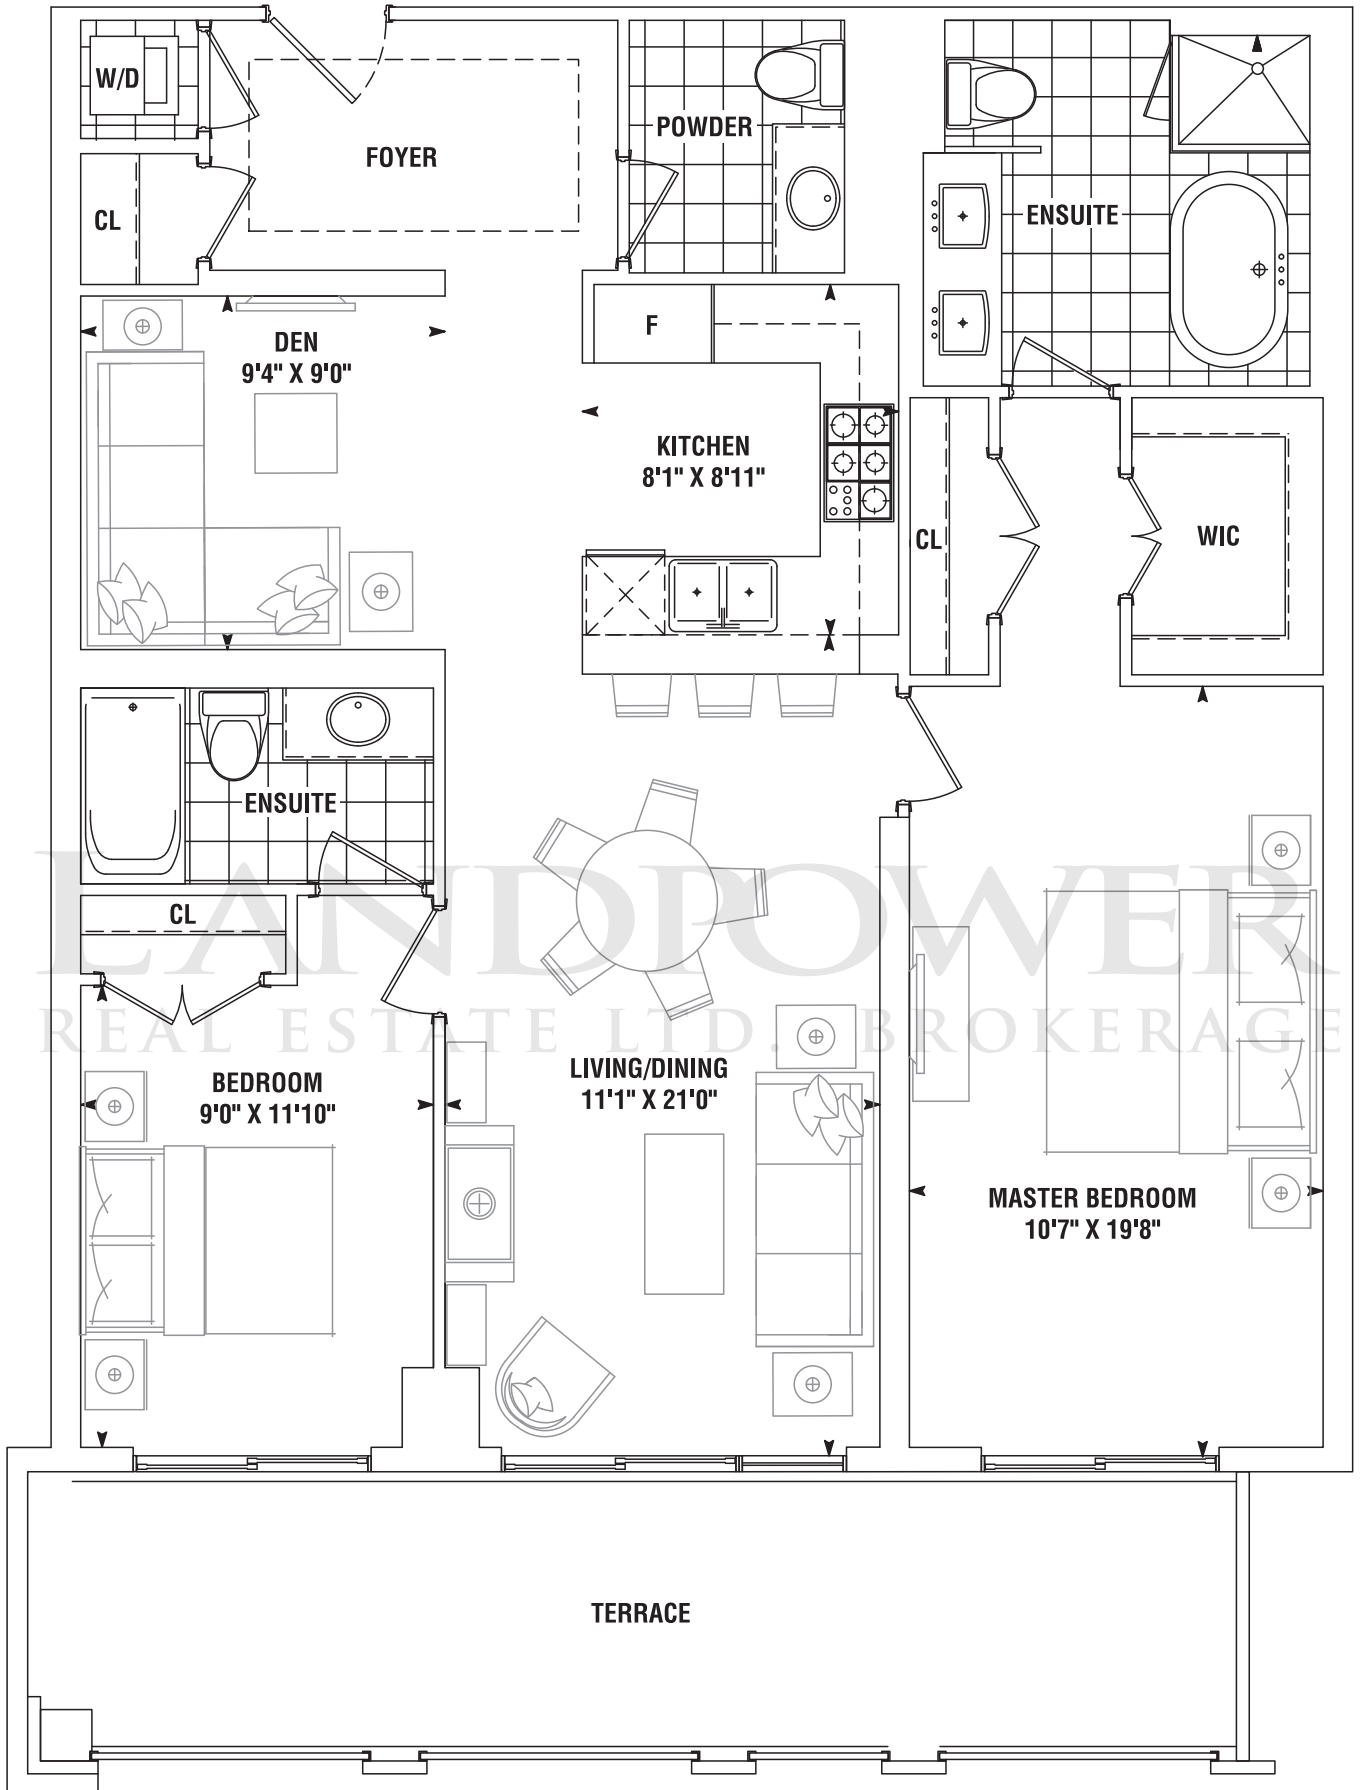 W/D
FOYER
POWDER
CL
ENSUITE
F
DEN
9'4" X 9'0"
KITCHEN
8'1" X 8'11"
CL
WIC
ENSUITE
CL
LANDPOWER
REAL ESTATE LTD. BROKERAGE
BEDROOM
9'0" X 11'10"
LIVING/DINING
11'1" X 21'0"
MASTER BEDROOM
10'7" X 19'8"
TERRACE